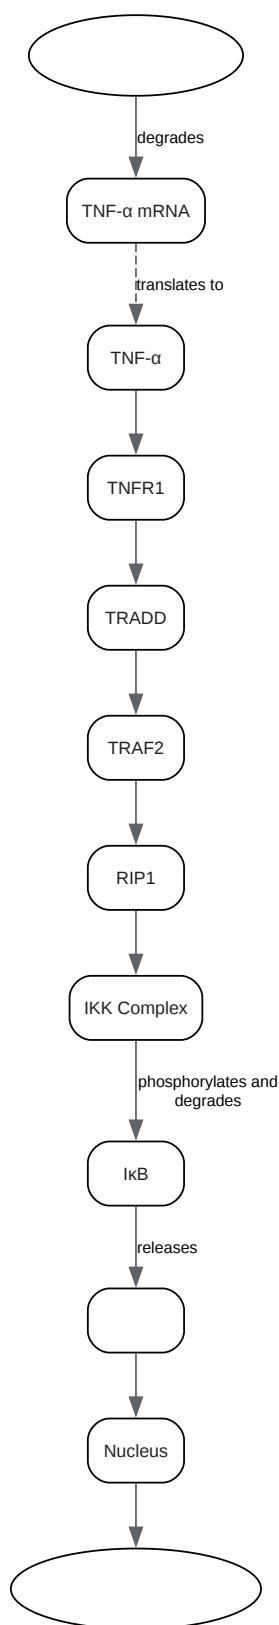 degrades
TNF-α mRNA
translates to
TNF-α
TNFR1
TRADD
TRAF2
RIP1
IKK Complex
phosphorylates and
degrades
IκB
releases
Nucleus